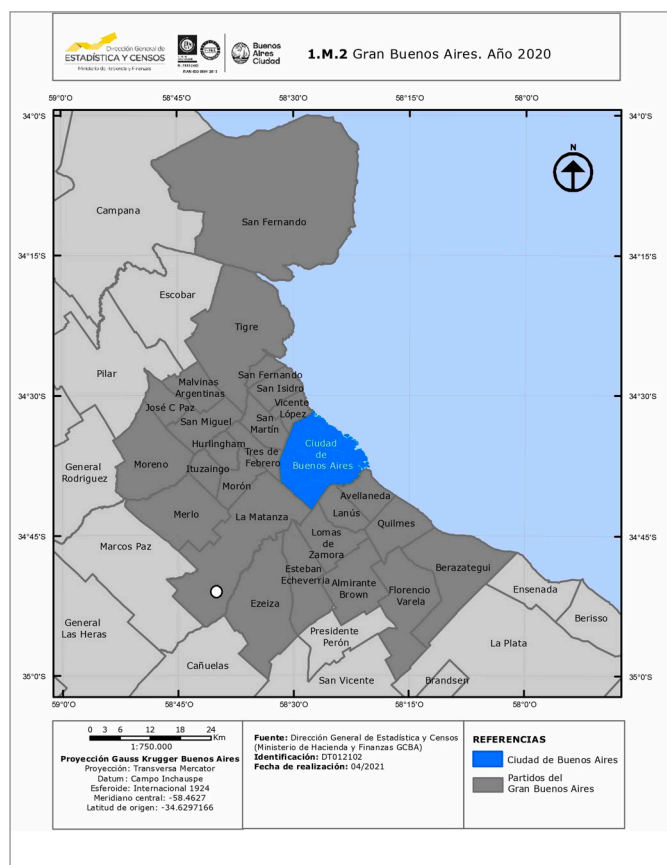 Dirección General de
ESTADÍSTICA Y CENSOS
Ministerio de Hacienda y Finanzas
Buenos
Aires
Ciudad
1.M.2 Gran Buenos Aires. Año 2020
59°0'O 58°45'O 58°30'O 58°15'O 58°0'O
34°0'S 34°0'S
N
Campana
San Fernando
34°15'S 34°15'S
Escobar
Tigre
Pilar
San Fernando
Malvinas
Argentinas
San Isidro
34°30'S 34°30'S
José C Paz
Vicente
López
San Miguel
San
Martín
Hurlingham
Ciudad
de
Buenos Aires
Tres de
Febrero
Moreno
Ituzaingo
General
Rodriguez
Morón
Avellaneda
Merlo
La Matanza
Lanús
Quilmes
34°45'S 34°45'S
Marcos Paz
Lomas
de
Zamora
Berazategui
Esteban
Echeverria
Almirante
Brown
Florencio
Varela
Ensenada
Ezeiza
Berisso
General
Las Heras
Presidente
Perón
La Plata
Cañuelas
San Vicente
Brandsen
35°0'S 35°0'S
59°0'O 58°45'O 58°30'O 58°15'O 58°0'O
0 3 6 12 18 24
Km
1:750.000
Proyección Gauss Krugger Buenos Aires
Proyección: Transversa Mercator
Datum: Campo Inchauspe
Esferoide: Internacional 1924
Meridiano central: -58.4627
Latitud de origen: -34.6297166
Fuente: Dirección General de Estadística y Censos
(Ministerio de Hacienda y Finanzas GCBA)
Identificación: DT012102
Fecha de realización: 04/2021
REFERENCIAS
Ciudad de Buenos Aires
Partidos del
Gran Buenos Aires